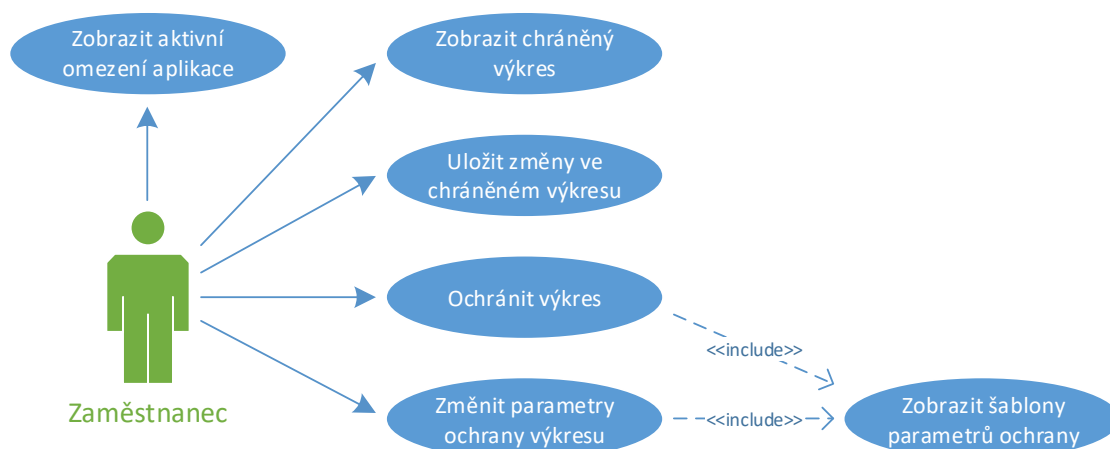 Zobrazit aktivní
omezení aplikace
Zobrazit chráněný
výkres
Uložit změny ve
chráněném výkresu
Ochránit výkres
<<include>>
Zaměstnanec
Změnit parametry
ochrany výkresu
<<include>>
Zobrazit šablony
parametrů ochrany